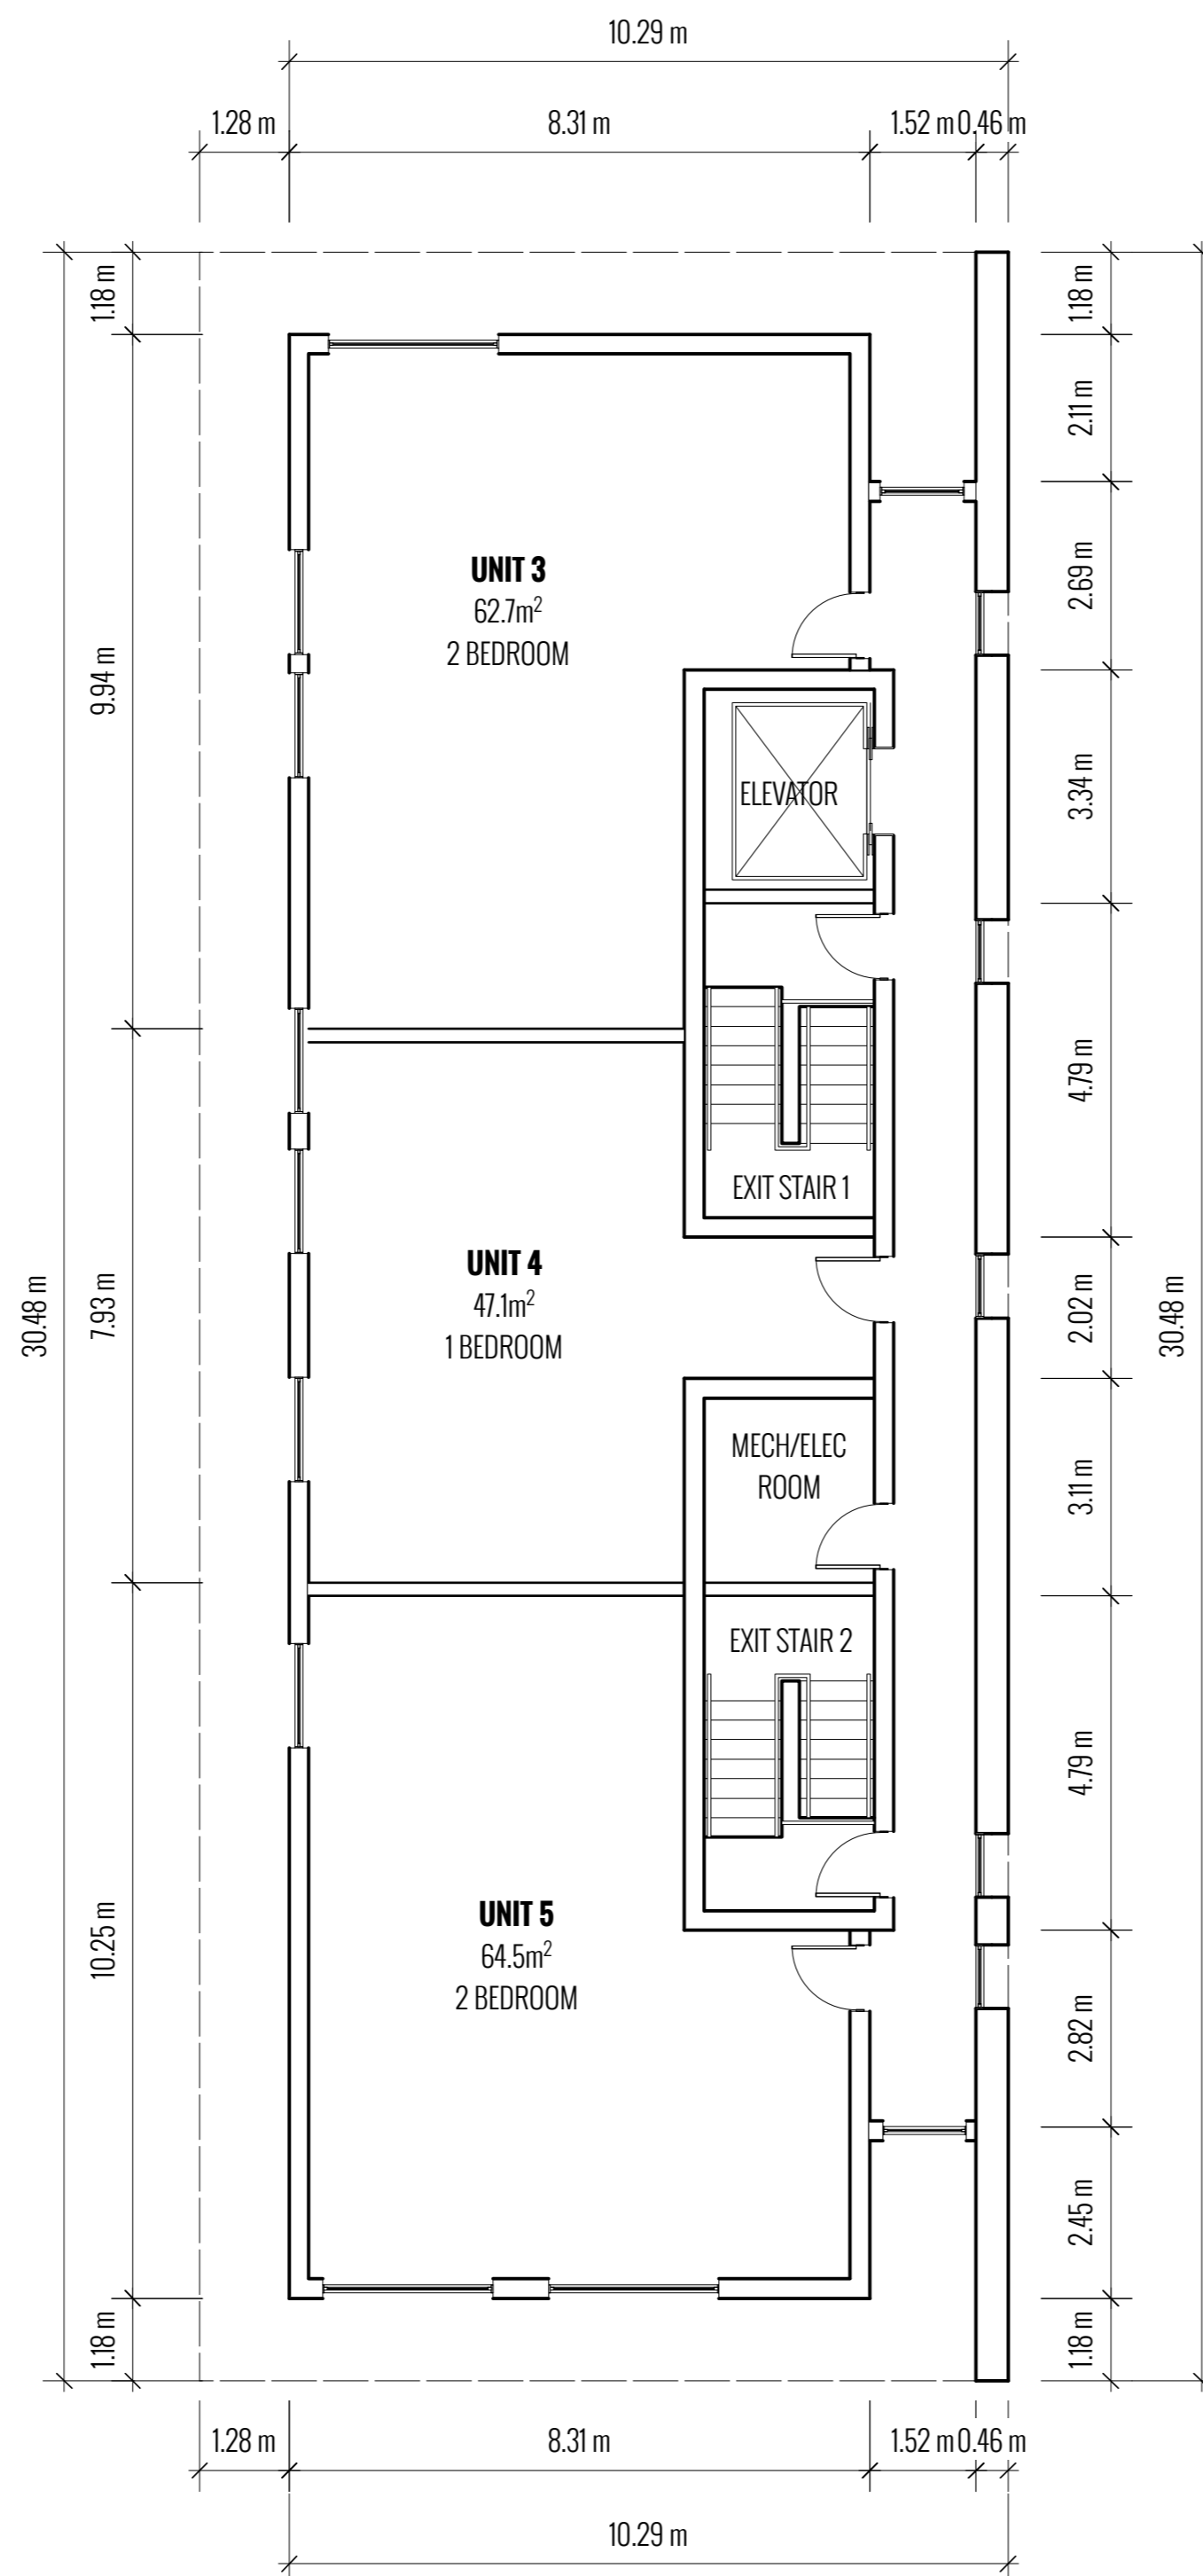 10.29 m
1.28 m
8.31 m
1.52 m
0.46 m
1.18 m
1.18 m
2.11 m
UNIT 3
62.7m²
2 BEDROOM
2.69 m
9.94 m
ELEVATOR
3.34 m
4.79 m
EXIT STAIR 1
UNIT 4
47.1m²
1 BEDROOM
30.48 m
7.93 m
2.02 m
30.48 m
MECH/ELEC
ROOM
3.11 m
EXIT STAIR 2
4.79 m
UNIT 5
64.5m²
2 BEDROOM
10.25 m
2.82 m
2.45 m
1.18 m
1.18 m
1.28 m
8.31 m
1.52 m
0.46 m
10.29 m